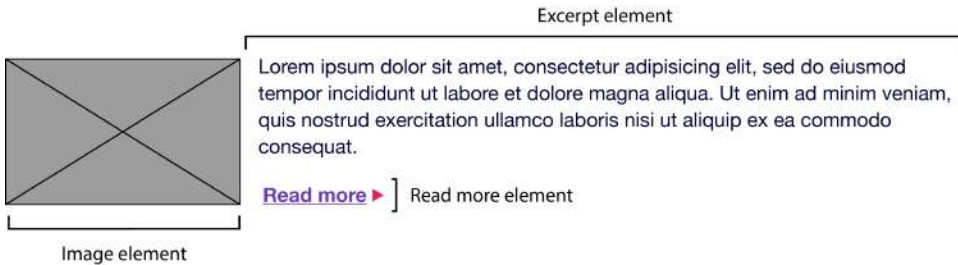 Excerpt element
Lorem ipsum dolor sit amet, consectetur adipisicing elit, sed do eiusmod
tempor incididunt ut labore et dolore magna aliqua. Ut enim ad minim veniam,
quis nostrud exercitation ullamco laboris nisi ut aliquip ex ea commodo
consequat.
Read more ▶ ] Read more element
Image element